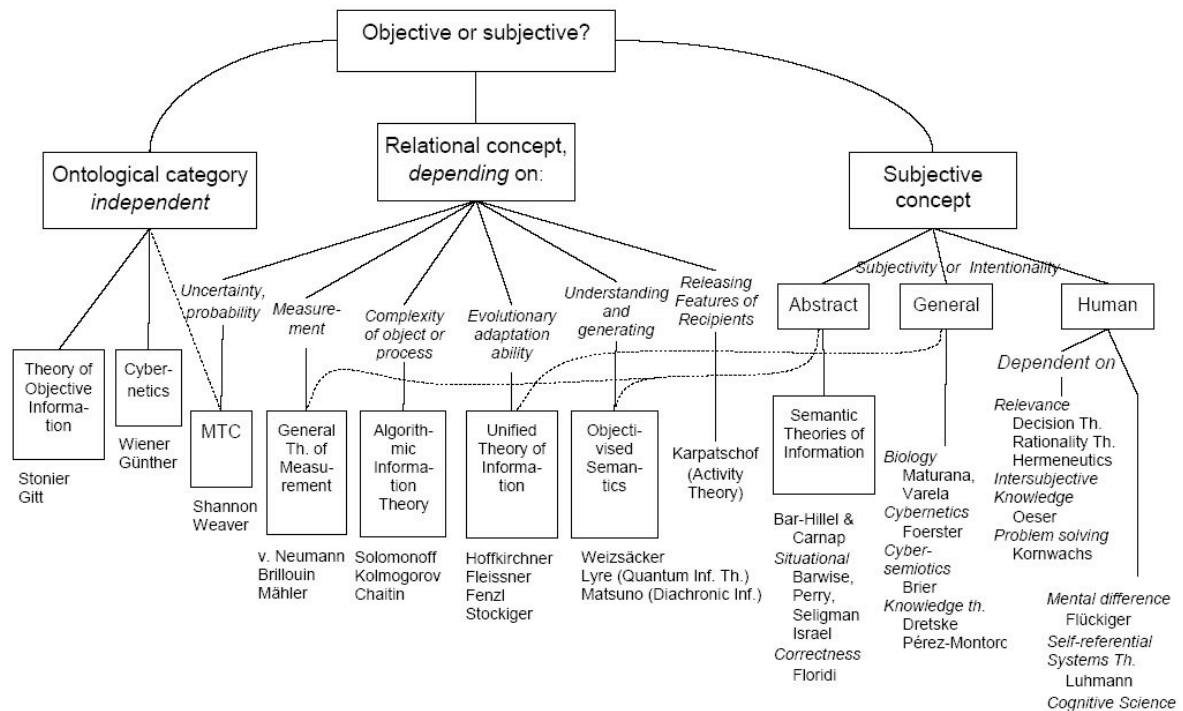 Objective or subjective?
Ontological category
independent
Relational concept,
depending on:
Subjective
concept
Uncertainty,
probability
Measure-
ment
Complexity
of object or
process
Evolutionary
adaptation
ability
Understanding
and
generating
Releasing
Features of
Recipients
Subjectivity or Intentionality
Abstract
General
Human
Theory of
Objective
Informa-
tion
Stonier
Gitt
Cyber-
netics
Wiener
Günther
MTC
Shannon
Weaver
General
Th. of
Measu-
rement
v. Neumann
Brillouin
Mähler
Algorith-
mic
Informa-
tion
Theory
Solomonoff
Kolmogorov
Chaitin
Unified
Theory of
Informa-
tion
Hoffkirchner
Fleissner
Fenzl
Stockiger
Objecti-
vised
Seman-
tics
Weizsäcker
Lyre (Quantum Inf. Th.)
Matsuno (Diachronic Inf.)
Karpatschof
(Activity
Theory)
Semantic
Theories of
Information
Bar-Hillel &
Carnap
Situational
Barwise,
Perry,
Seligman
Israel
Correctness
Floridi
Biology
Maturana,
Varela
Cybernetics
Foerster
Cyber-
semiotics
Brier
Knowledge th.
Dretske
Pérez-Montoro
Dependent on
Relevance
Decision Th.
Rationality Th.
Hermeneutics
Intersubjective
Knowledge
Oeser
Problem solving
Kornwachs
Mental difference
Flückiger
Self-referential
Systems Th.
Luhmann
Cognitive Science